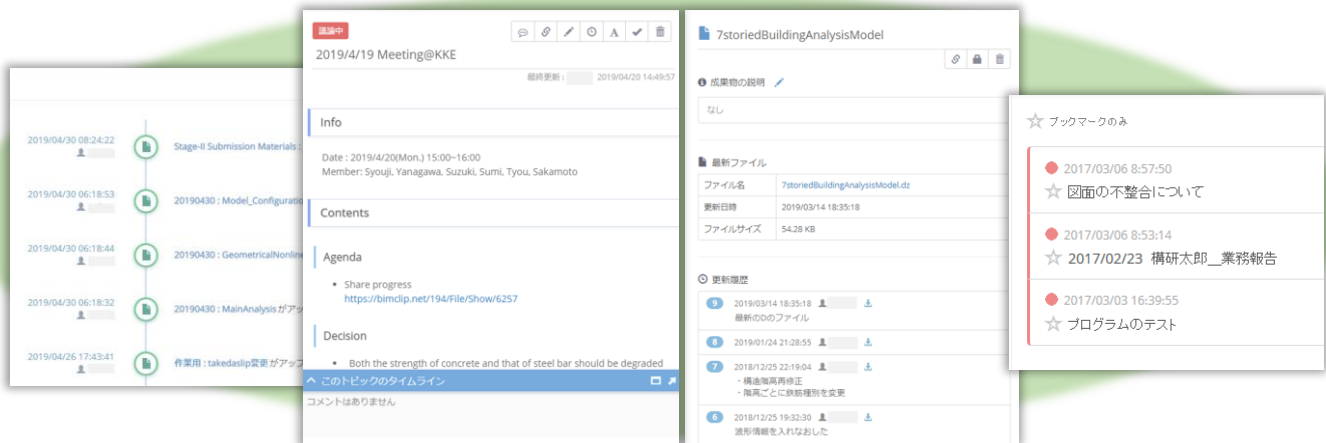 2019/04/30 08:24:22
Stage-II Submission Materials :
2019/04/30 06:18:53
20190430 : Model_Configuratio
2019/04/30 06:18:44
20190430 : GeometricalNonline
2019/04/30 06:18:32
20190430 : MainAnalysisがアッ
2019/04/26 17:43:41
作業用 : takedaslip変更がアップ
議論中
A
2019/4/19 Meeting@KKE
最終更新 :
2019/04/20 14:49:57
Info
Date : 2019/4/20(Mon.) 15:00~16:00
Member: Syouji, Yanagawa, Suzuki, Sumi, Tyou, Sakamoto
Contents
Agenda
• Share progress
https://bimclip.net/194/File/Show/6257
Decision
• Both the strength of concrete and that of steel bar should be degraded
このトピックのタイムライン
コメントはありません
7storiedBuildingAnalysisModel
成果物の説明
なし
最新ファイル
ファイル名 7storiedBuildingAnalysisModel.dz
更新日時 2019/03/14 18:35:18
ファイルサイズ 54.28 KB
更新履歴
9 2019/03/14 18:35:18
最新のDのファイル
8 2019/01/24 21:28:55
7 2018/12/25 22:19:04
・構造階高再修正
・階高ごとに鉄筋種別を変更
6 2018/12/25 19:32:30
波形情報を入れなおした
ブックマークのみ
2017/03/06 8:57:50
図面の不整合について
2017/03/06 8:53:14
2017/02/23 構研太郎__業務報告
2017/03/03 16:39:55
プログラムのテスト